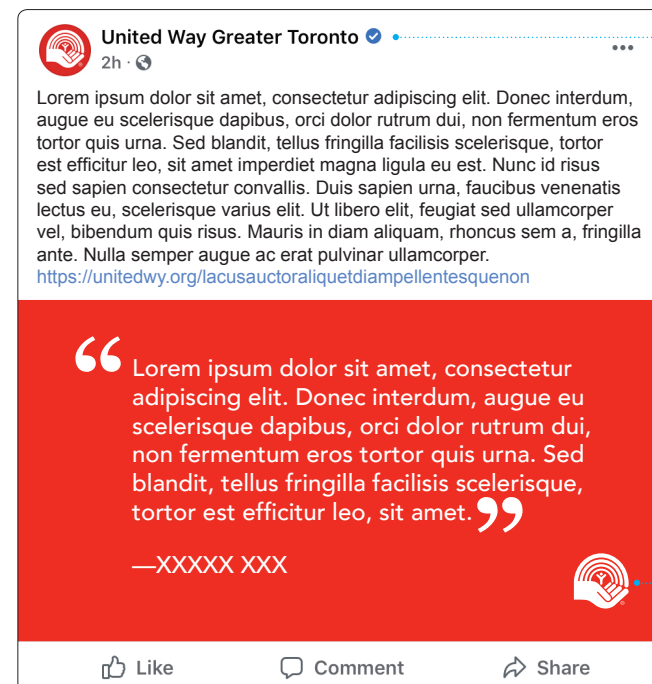 United Way Greater Toronto
2h ·
Lorem ipsum dolor sit amet, consectetur adipiscing elit. Donec interdum,
augue eu scelerisque dapibus, orci dolor rutrum dui, non fermentum eros
tortor quis urna. Sed blandit, tellus fringilla facilisis scelerisque, tortor
est efficitur leo, sit amet imperdiet magna ligula eu est. Nunc id risus
sed sapien consectetur convallis. Duis sapien urna, faucibus venenatis
lectus eu, scelerisque varius elit. Ut libero elit, feugiat sed ullamcorper
vel, bibendum quis risus. Mauris in diam aliquam, rhoncus sem a, fringilla
ante. Nulla semper augue ac erat pulvinar ullamcorper.
https://unitedwy.org/lacusauctoraliquetdiampellentesquenon
“Lorem ipsum dolor sit amet, consectetur
adipiscing elit. Donec interdum, augue eu
scelerisque dapibus, orci dolor rutrum dui,
non fermentum eros tortor quis urna. Sed
blandit, tellus fringilla facilisis scelerisque,
tortor est efficitur leo, sit amet.”
—XXXXX XXX
Like
Comment
Share